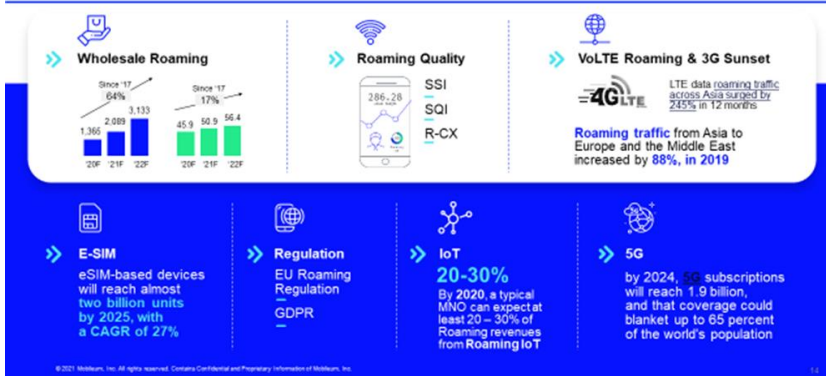 Wholesale Roaming
Since '17
64%
1,365
2,089
3,133
'20F
'21F
'22F
Since '17
17%
45.9
50.9
56.4
'20F
'21F
'22F
Roaming Quality
286.28
SSI
SQI
R-CX
VoLTE Roaming & 3G Sunset
4G LTE
LTE data roaming traffic
across Asia surged by
245% in 12 months
Roaming traffic from Asia to
Europe and the Middle East
increased by 88%, in 2019
E-SIM
eSIM-based devices
will reach almost
two billion units
by 2025, with
a CAGR of 27%
Regulation
EU Roaming
Regulation
GDPR
IoT
20-30%
By 2020, a typical
MNO can expect at
least 20 – 30% of
Roaming revenues
from Roaming IoT
5G
by 2024, 5G subscriptions
will reach 1.9 billion,
and that coverage could
blanket up to 65 percent
of the world's population
© 2021 Mobileum, Inc. All rights reserved. Contains Confidential and Proprietary Information of Mobileum, Inc.
14